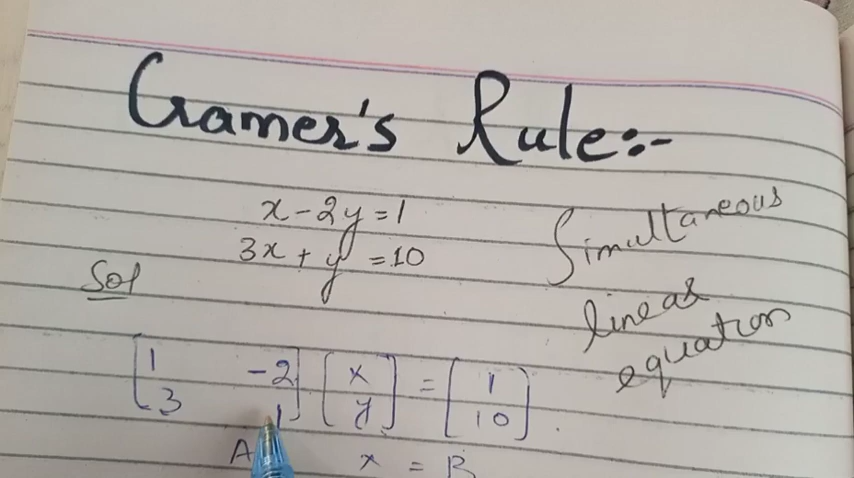 Cramer's Rule:-
x - 2y = 1
3x + y = 10
Simultaneous
linear
equation
Sol
[1 -2] [x] = [1]
[3 1] [y] [10]
A x = B